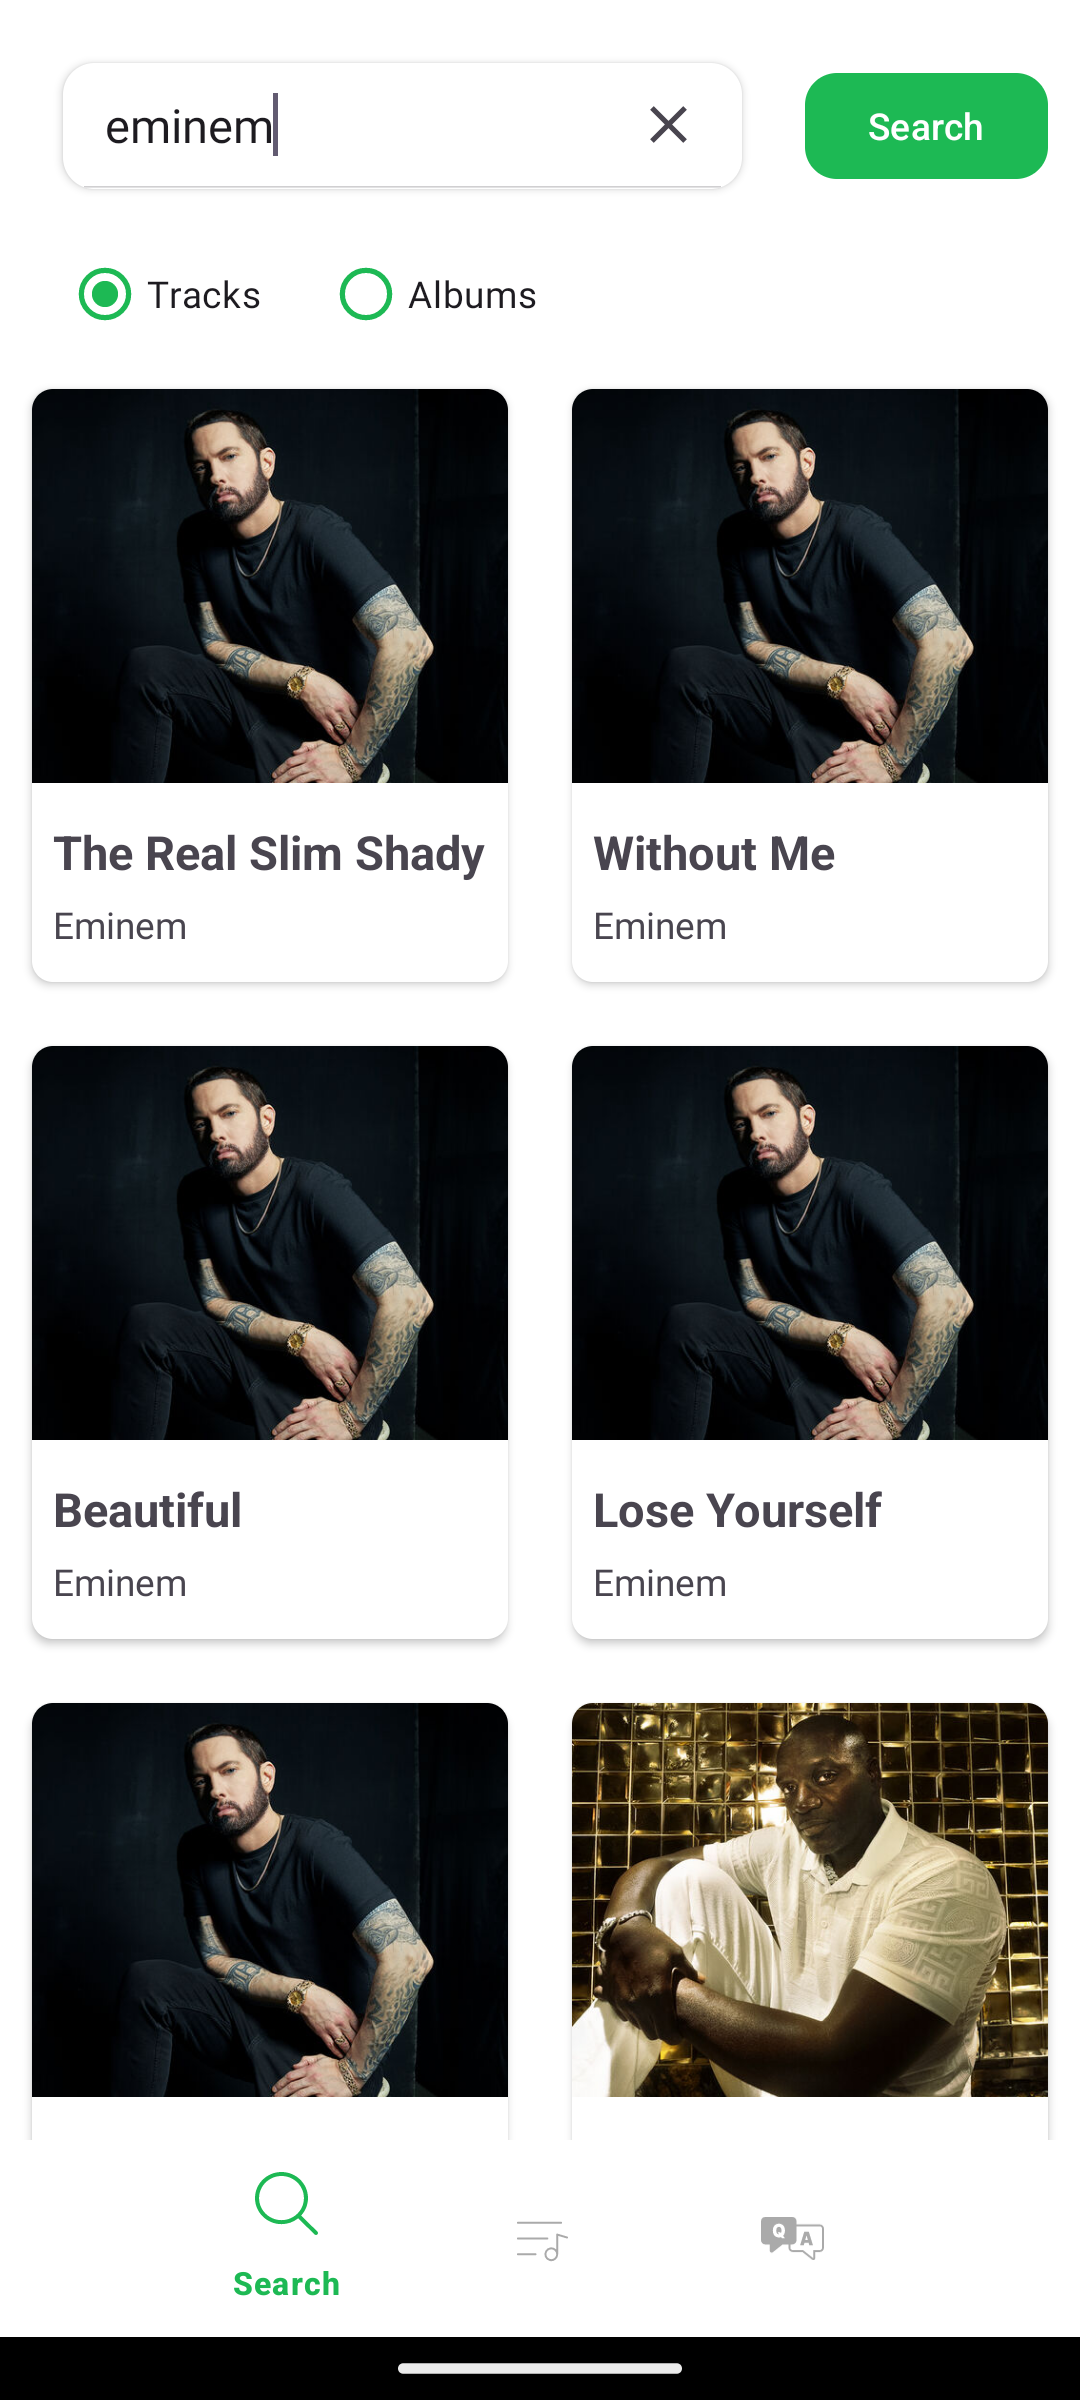 eminem
Search
Tracks
Albums
The Real Slim Shady
Eminem
Without Me
Eminem
Beautiful
Eminem
Lose Yourself
Eminem
Q A
Search